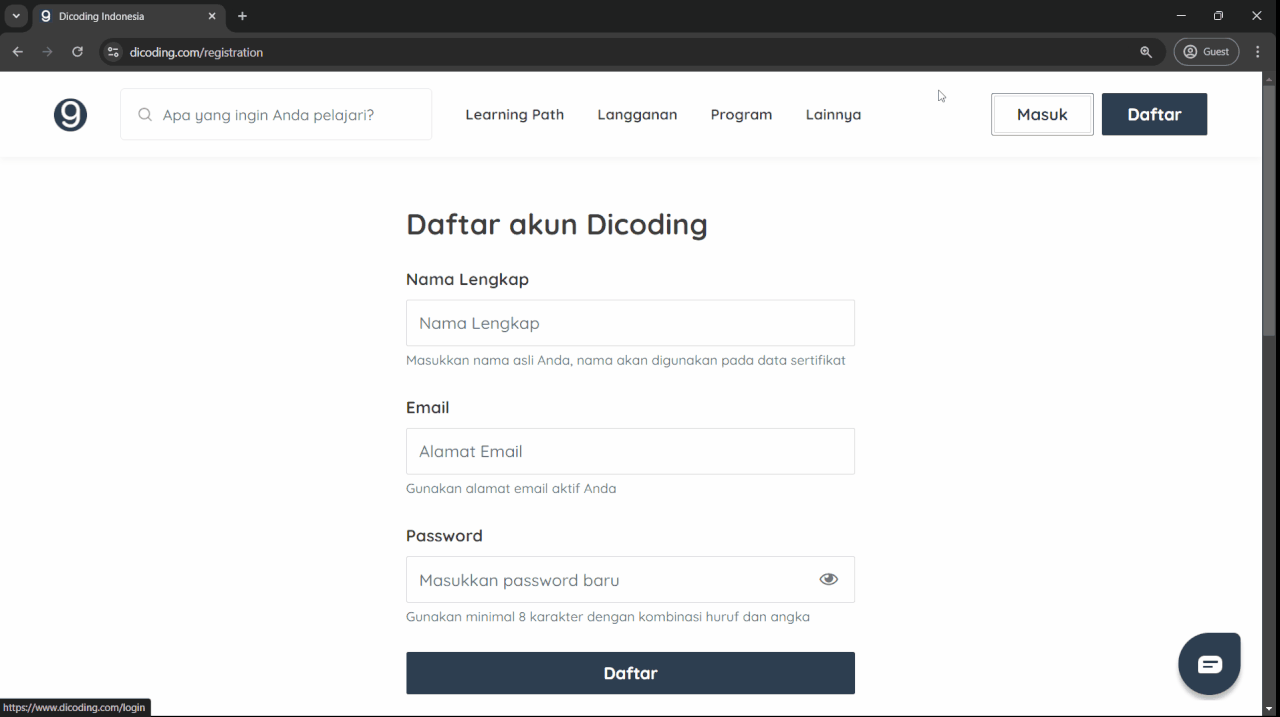 Dicoding Indonesia
dicoding.com/registration
Guest
Apa yang ingin Anda pelajari?
Learning Path
Langganan
Program
Lainnya
Masuk
Daftar
Daftar akun Dicoding
Nama Lengkap
Nama Lengkap
Masukkan nama asli Anda, nama akan digunakan pada data sertifikat
Email
Alamat Email
Gunakan alamat email aktif Anda
Password
Masukkan password baru
Gunakan minimal 8 karakter dengan kombinasi huruf dan angka
Daftar
https://www.dicoding.com/login